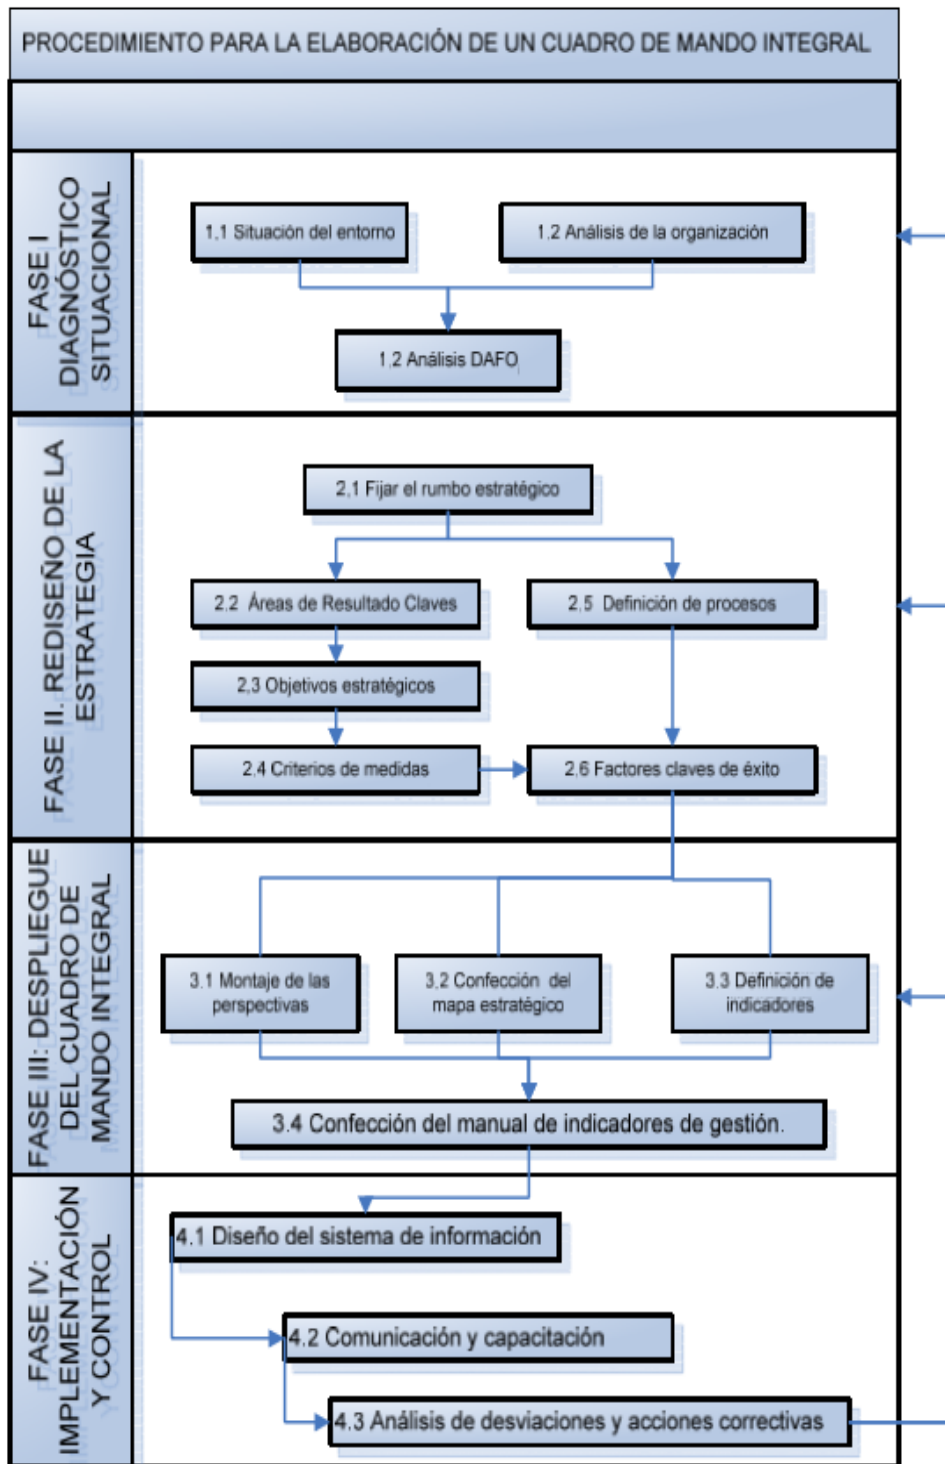 PROCEDIMIENTO PARA LA ELABORACIÓN DE UN CUADRO DE MANDO INTEGRAL
FASE I
DIAGNÓSTICO
SITUACIONAL
1.1 Situación del entorno
1.2 Análisis de la organización
1.2 Análisis DAFO
FASE II. REDISEÑO DE LA
ESTRATEGIA
2.1 Fijar el rumbo estratégico
2.2 Áreas de Resultado Claves
2.5 Definición de procesos
2.3 Objetivos estratégicos
2.4 Criterios de medidas
2.6 Factores claves de éxito
FASE III: DESPLIEGUE
DEL CUADRO DE
MANDO INTEGRAL
3.1 Montaje de las
perspectivas
3.2 Confección del
mapa estratégico
3.3 Definición de
indicadores
3.4 Confección del manual de indicadores de gestión.
FASE IV:
IMPLEMENTACIÓN
Y CONTROL
4.1 Diseño del sistema de información
4.2 Comunicación y capacitación
4.3 Análisis de desviaciones y acciones correctivas